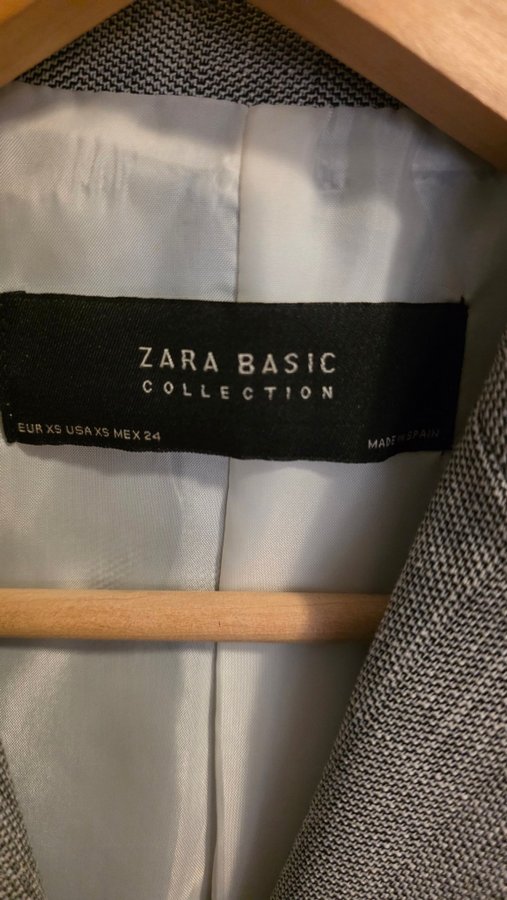 ZARA BASIC
COLLECTION
EUR XS USA XS MEX 24
MADE IN SPAIN